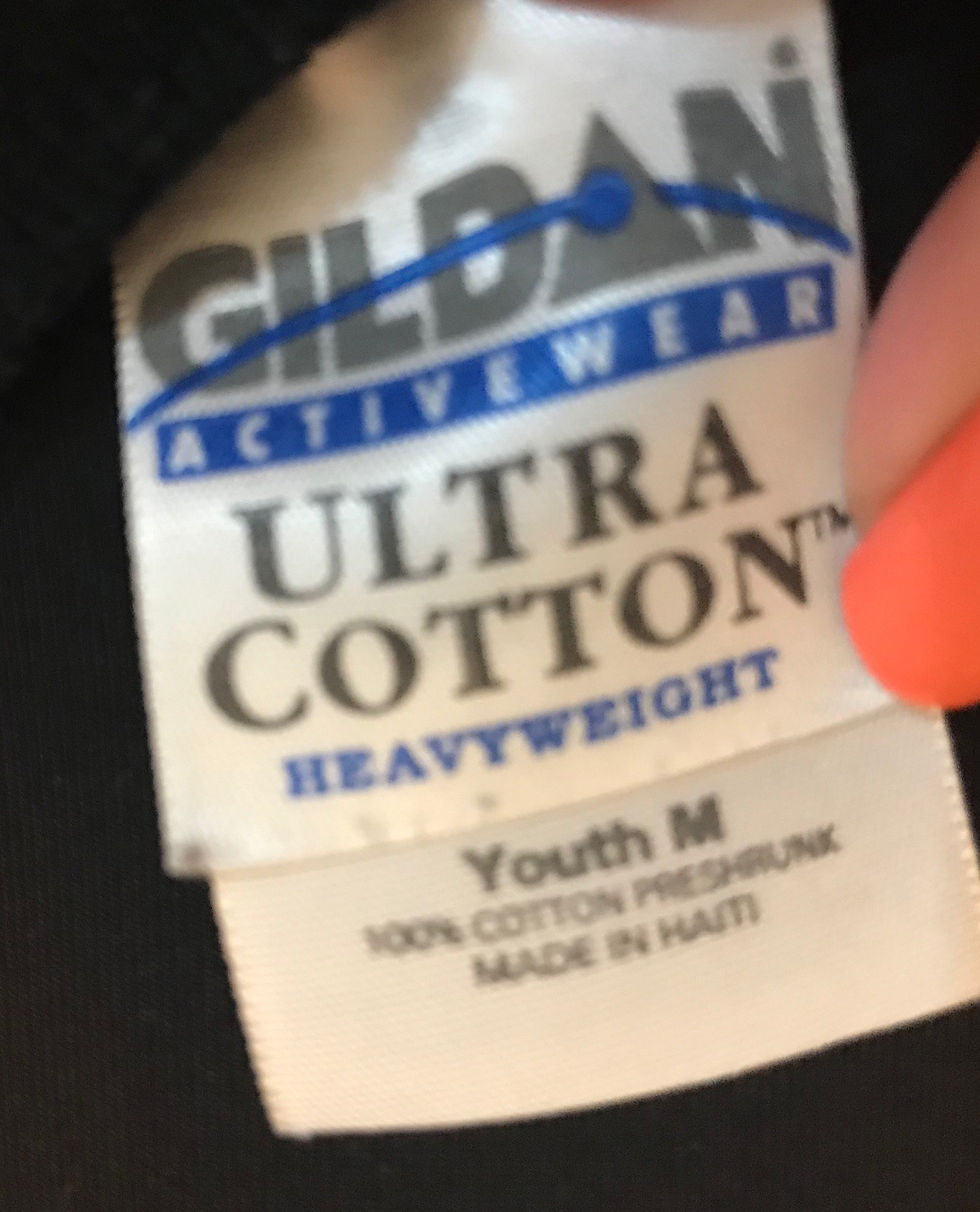 GILDAN®
ACTIVEWEAR
ULTRA
COTTON™
HEAVYWEIGHT
Youth M
100% COTTON PRESHRUNK
MADE IN HAITI